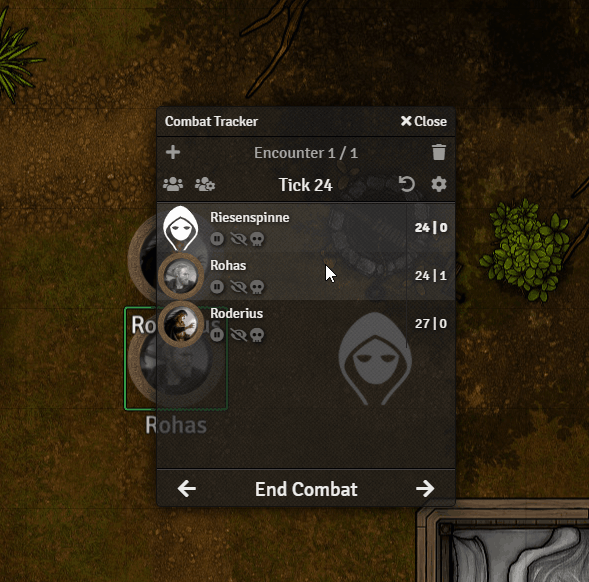 Combat Tracker
Close
Encounter 1 / 1
Tick 24
Riesenspinne
24 | 0
Rohas
24 | 1
Roderius
27 | 0
Rohas
End Combat